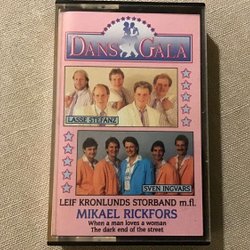 DANS GALA
LASSE STEFANZ
SVEN INGVARS
LEIF KRONLUNDS STORBAND m.fl.
MIKAEL RICKFORS
When a man loves a woman
The dark end of the street